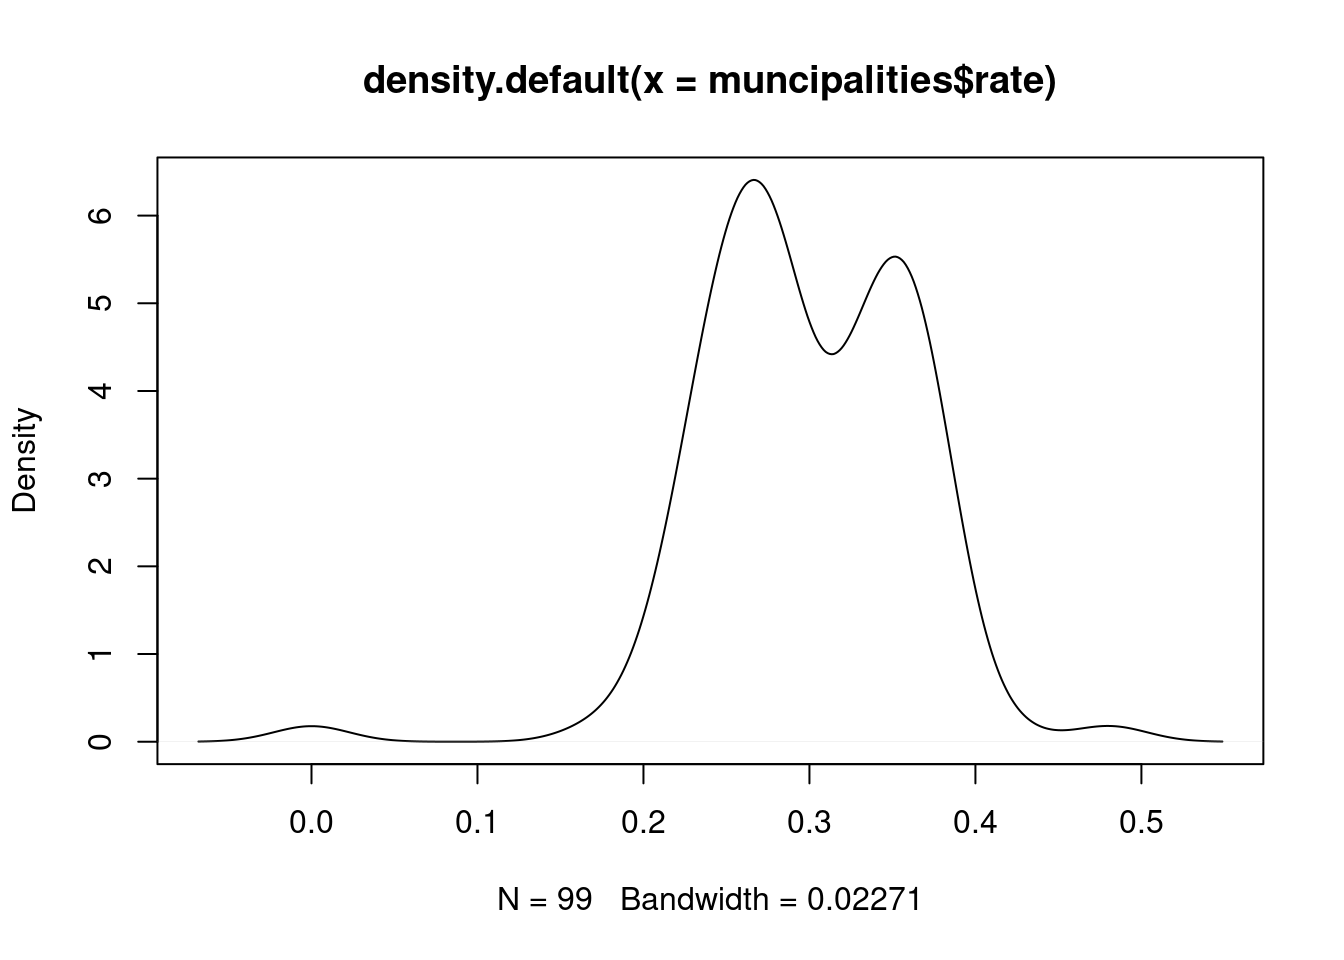 density.default(x = muncipalities$rate)
Density
6
5
4
3
2
1
0
0.0 0.1 0.2 0.3 0.4 0.5
N = 99 Bandwidth = 0.02271